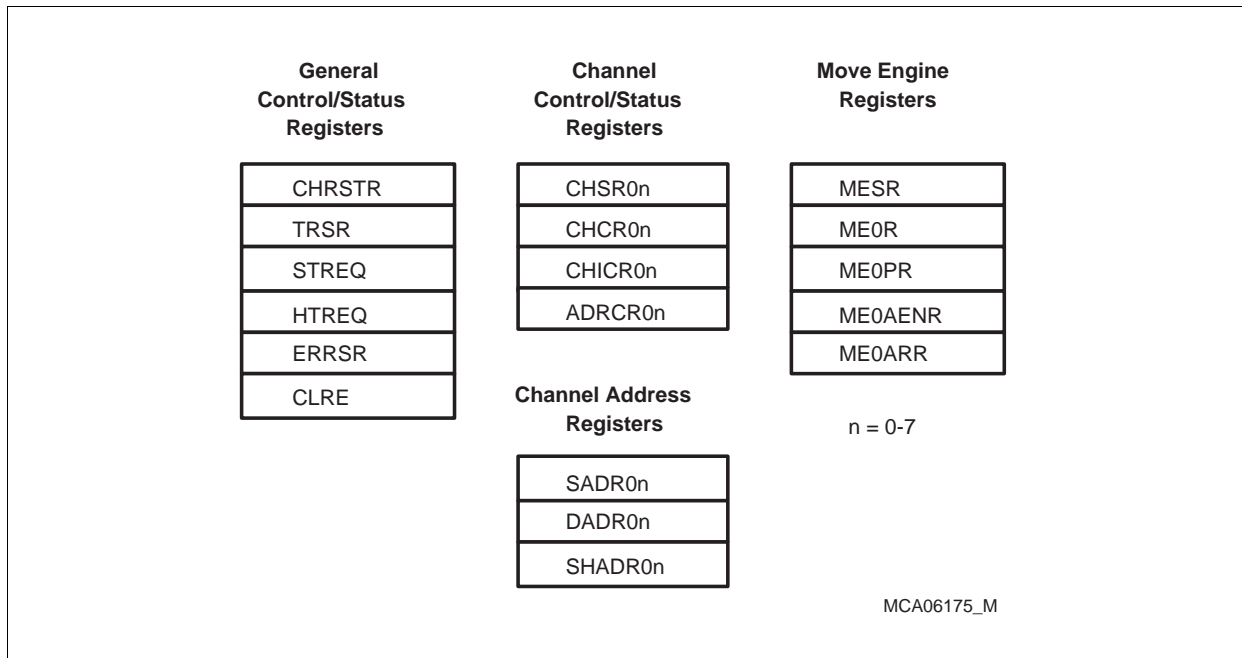 General
Control/Status
Registers
CHRSTR
TRSR
STREQ
HTREQ
ERRSR
CLRE
Channel
Control/Status
Registers
CHSR0n
CHCR0n
CHICR0n
ADRCR0n
Channel Address
Registers
SADR0n
DADR0n
SHADR0n
Move Engine
Registers
MESR
ME0R
ME0PR
ME0AENR
ME0ARR
n = 0-7
MCA06175_M